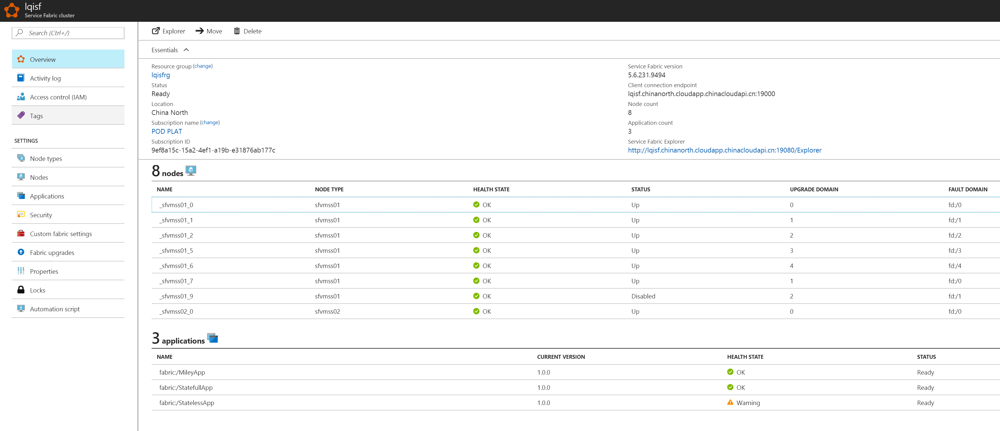 lqisf
Service Fabric cluster
Search (Ctrl+/)
Overview
Activity log
Access control (IAM)
Tags
SETTINGS
Node types
Nodes
Applications
Security
Custom fabric settings
Fabric upgrades
Properties
Locks
Automation script
Explorer Move Delete
Essentials
Resource group (change)
lqisfrg
Status
Ready
Location
China North
Subscription name (change)
POD PLAT
Subscription ID
9ef8a15c-15a2-4ef1-a19b-e31876ab177c
Service Fabric version
5.6.231.9494
Client connection endpoint
lqisf.chinanorth.cloudapp.chinacloudapi.cn:19000
Node count
8
Application count
3
Service Fabric Explorer
http://lqisf.chinanorth.cloudapp.chinacloudapi.cn:19080/Explorer
8 nodes
NAME NODE TYPE HEALTH STATE STATUS UPGRADE DOMAIN FAULT DOMAIN
_sfvmss01_0 sfvmss01 OK Up 0 fd:/0
_sfvmss01_1 sfvmss01 OK Up 1 fd:/1
_sfvmss01_2 sfvmss01 OK Up 2 fd:/2
_sfvmss01_5 sfvmss01 OK Up 3 fd:/3
_sfvmss01_6 sfvmss01 OK Up 4 fd:/4
_sfvmss01_7 sfvmss01 OK Up 1 fd:/0
_sfvmss01_9 sfvmss01 OK Disabled 2 fd:/1
_sfvmss02_0 sfvmss02 OK Up 0 fd:/0
3 applications
NAME CURRENT VERSION HEALTH STATE STATUS
fabric:/MileyApp 1.0.0 OK Ready
fabric:/StatefullApp 1.0.0 OK Ready
fabric:/StatelessApp 1.0.0 Warning Ready